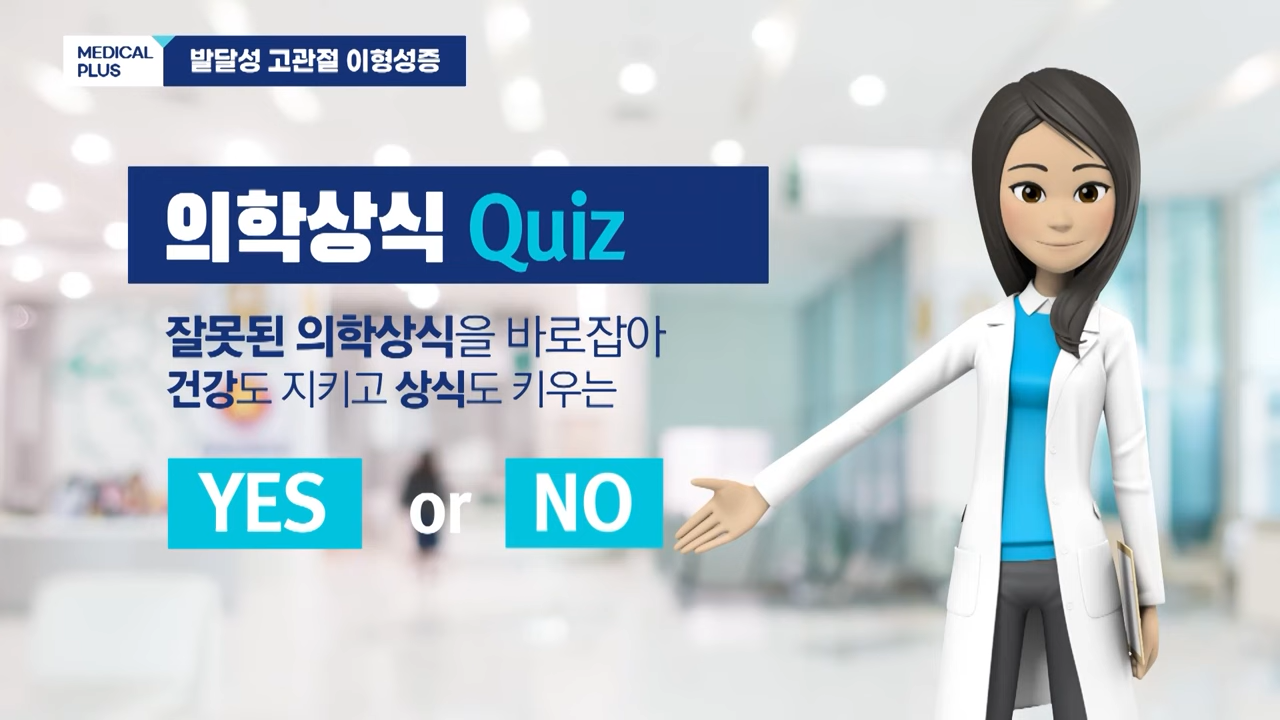 MEDICAL
PLUS
발달성 고관절 이형성증
의학상식 Quiz
잘못된 의학상식을 바로잡아
건강도 지키고 상식도 키우는
YES or NO